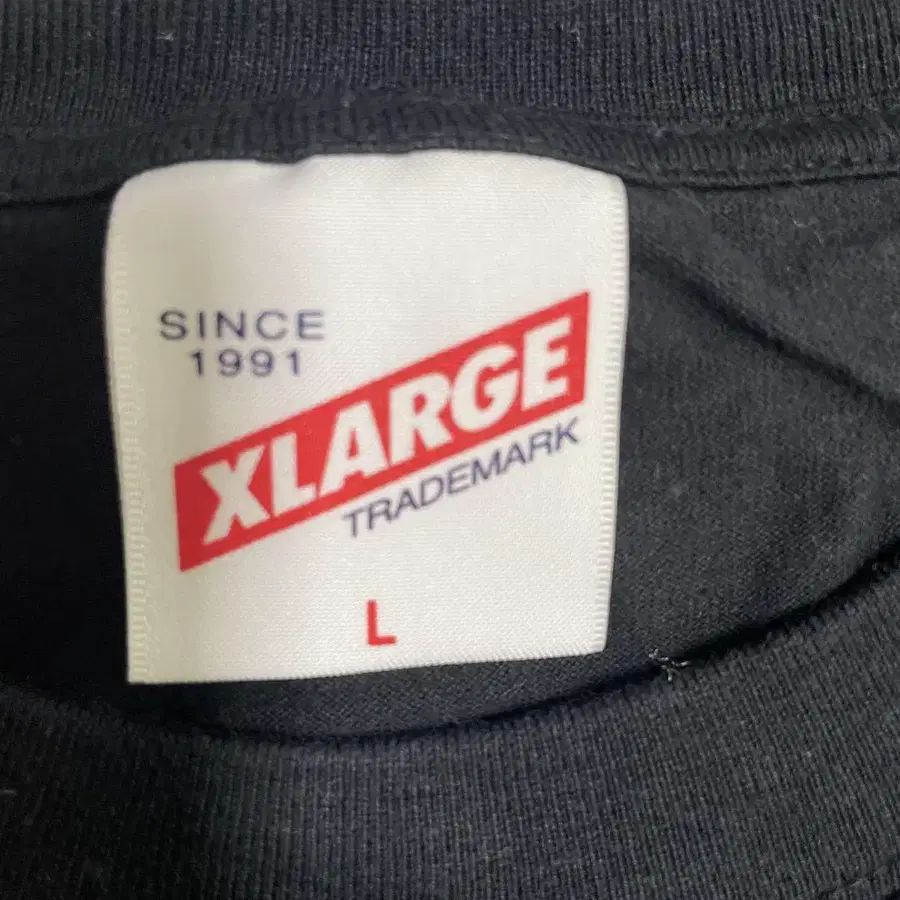 SINCE
1991
XLARGE
TRADEMARK
L